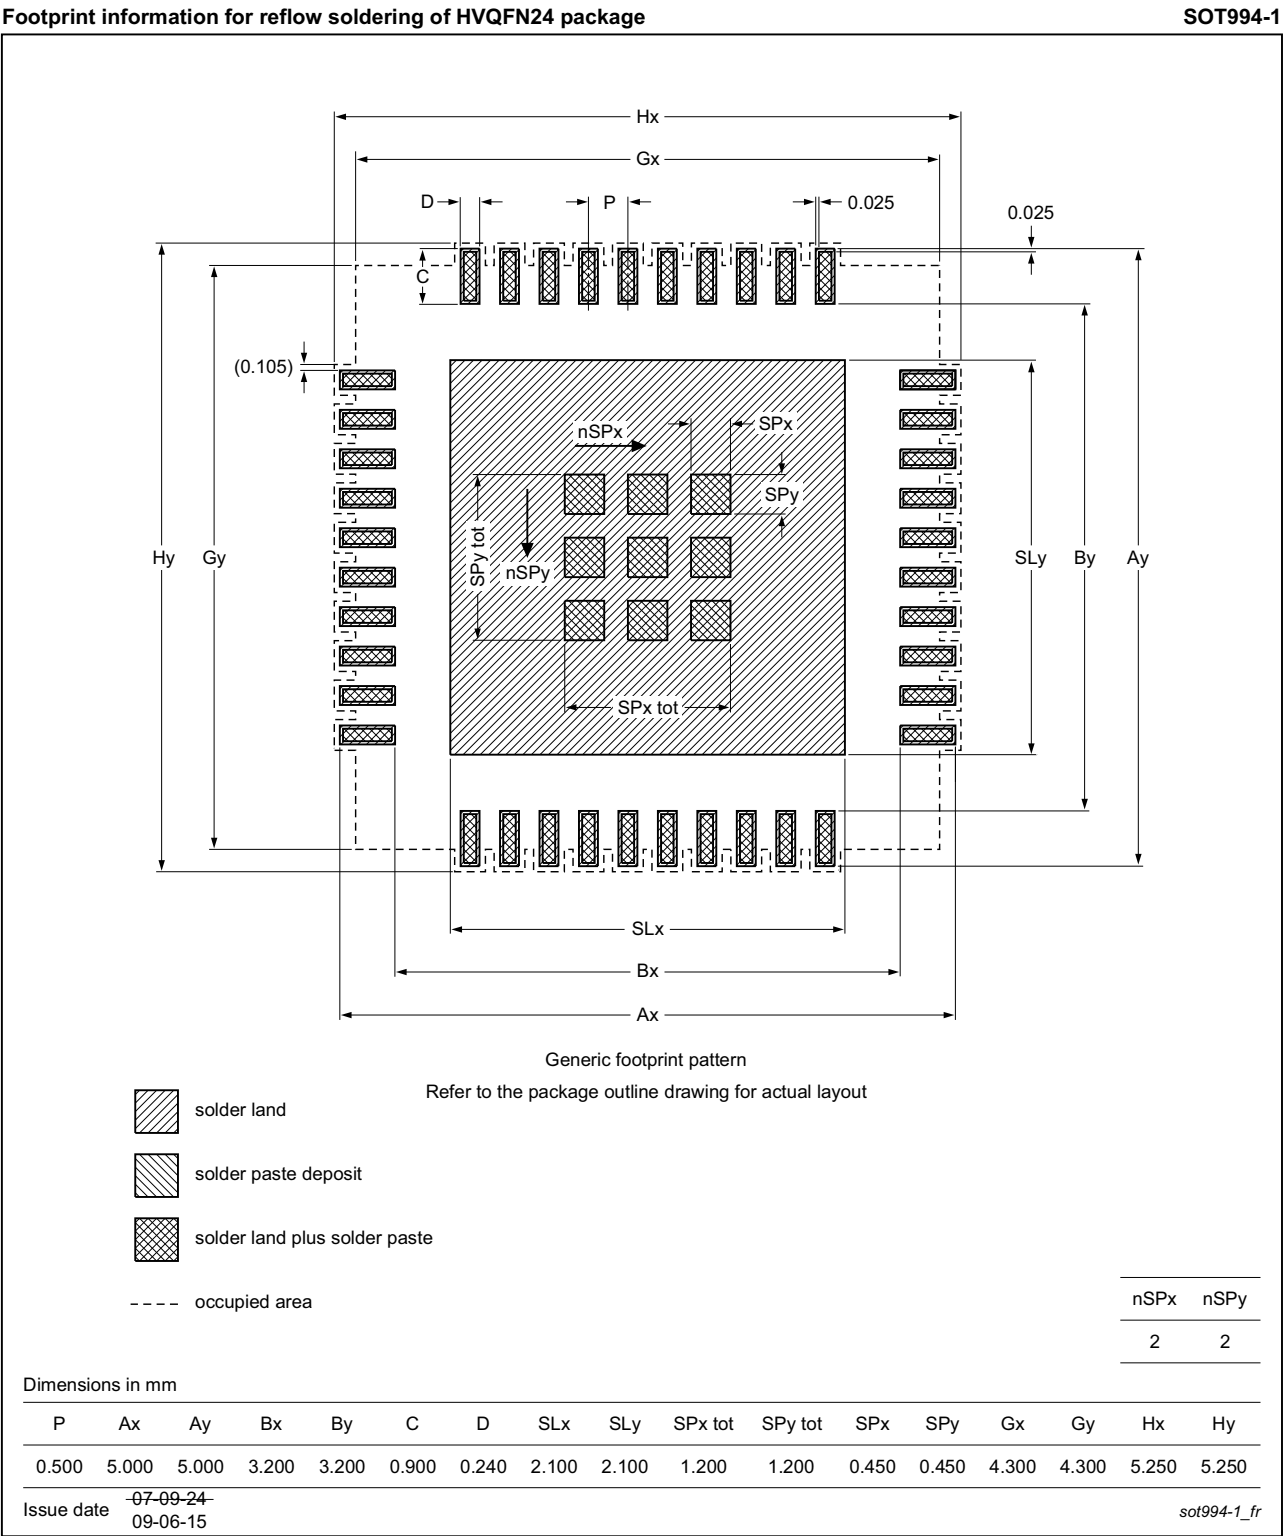 Footprint information for reflow soldering of HVQFN24 package SOT994-1
Hx
Gx
D P 0.025
0.025
C
(0.105)
nSPx SPx
SPy
SPy tot
nSPy
Hy Gy SLy By Ay
SPx tot
SLx
Bx
Ax
Generic footprint pattern
Refer to the package outline drawing for actual layout
solder land
solder paste deposit
solder land plus solder paste
occupied area
nSPx nSPy
2 2
Dimensions in mm
P Ax Ay Bx By C D SLx SLy SPx tot SPy tot SPx SPy Gx Gy Hx Hy
0.500 5.000 5.000 3.200 3.200 0.900 0.240 2.100 2.100 1.200 1.200 0.450 0.450 4.300 4.300 5.250 5.250
Issue date 07-09-24
09-06-15
sot994-1_fr